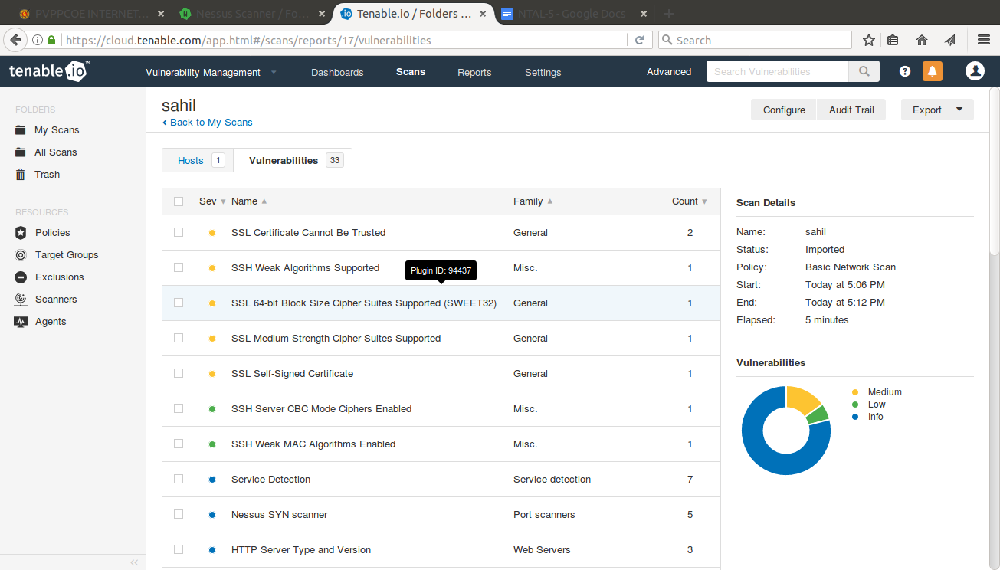 PVPPCOE INTERNET... × Nessus Scanner / Fo... × Tenable.io / Folders ... × NTAL-5 - Google Docs ×
https://cloud.tenable.com/app.html#/scans/reports/17/vulnerabilities Search
tenable.io™ Vulnerability Management Dashboards Scans Reports Settings Advanced Search Vulnerabilities
FOLDERS
My Scans
All Scans
Trash
RESOURCES
Policies
Target Groups
Exclusions
Scanners
Agents
sahil
Back to My Scans
Configure Audit Trail Export
Hosts 1 Vulnerabilities 33
Sev Name Family Count
SSL Certificate Cannot Be Trusted General 2
SSH Weak Algorithms Supported Misc. 1
Plugin ID: 94437
SSL 64-bit Block Size Cipher Suites Supported (SWEET32) General 1
SSL Medium Strength Cipher Suites Supported General 1
SSL Self-Signed Certificate General 1
SSH Server CBC Mode Ciphers Enabled Misc. 1
SSH Weak MAC Algorithms Enabled Misc. 1
Service Detection Service detection 7
Nessus SYN scanner Port scanners 5
HTTP Server Type and Version Web Servers 3
Scan Details
Name: sahil
Status: Imported
Policy: Basic Network Scan
Start: Today at 5:06 PM
End: Today at 5:12 PM
Elapsed: 5 minutes
Vulnerabilities
Medium
Low
Info